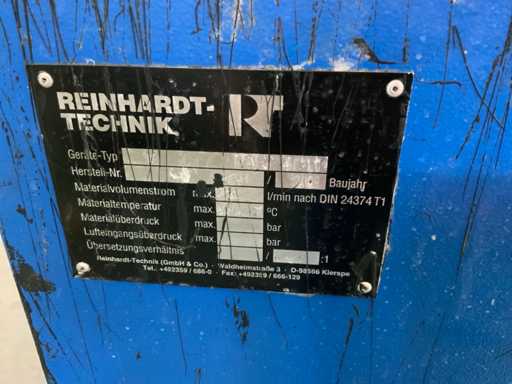 REINHARDT-
TECHNIK RT
Geräte-Typ
Herstell-Nr. / Baujahr
Materialvolumenstrom max. l/min nach DIN 24374 T1
Materialtemperatur max. °C
Materialüberdruck max. bar
Lufteingangsüberdruck max. bar
Übersetzungsverhältnis :1
Reinhardt-Technik (GmbH & Co.) · Waldheimstraße 3 · D-58566 Kierspe
Tel.: +492359 / 666-0 · Fax: +492359 / 666-129